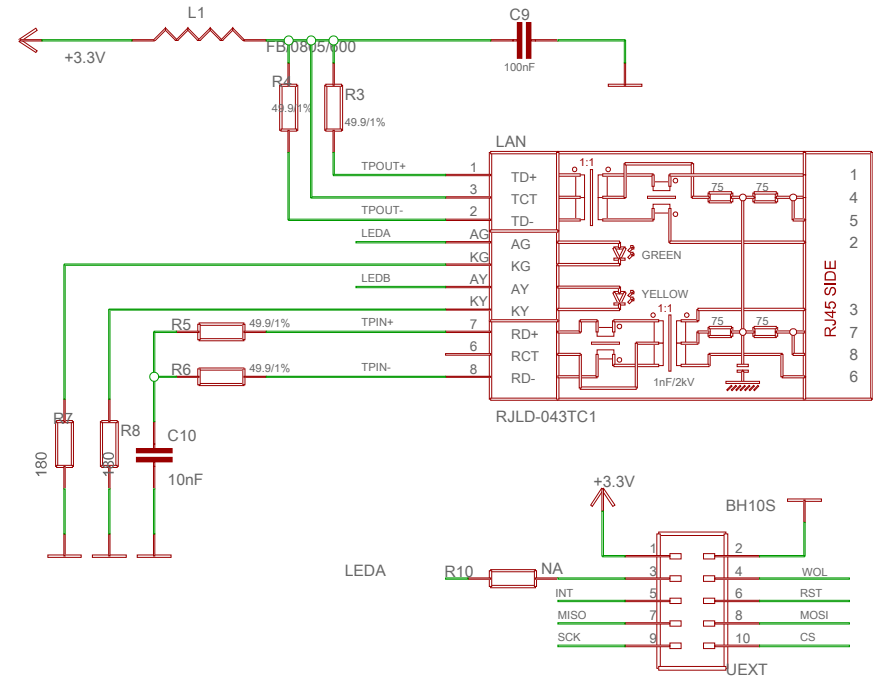 L1
C9
+3.3V
FB/0805/600
100nF
R4
49.9/1%
R3
49.9/1%
LAN
TPOUT+
1
TD+
1:1
75
75
1
3
TCT
4
TPOUT-
2
TD-
5
LEDA
AG
AG
2
KG
KG
GREEN
LEDB
AY
AY
YELLOW
KY
KY
1:1
3
R5
49.9/1%
TPIN+
7
RD+
75
75
7
6
RCT
8
R6
49.9/1%
TPIN-
8
RD-
1nF/2kV
6
RJ45 SIDE
RJLD-043TC1
R7
180
R8
180
C10
10nF
+3.3V
BH10S
1
2
LEDA
R10
NA
3
4
WOL
INT
5
6
RST
MISO
7
8
MOSI
SCK
9
10
CS
UEXT